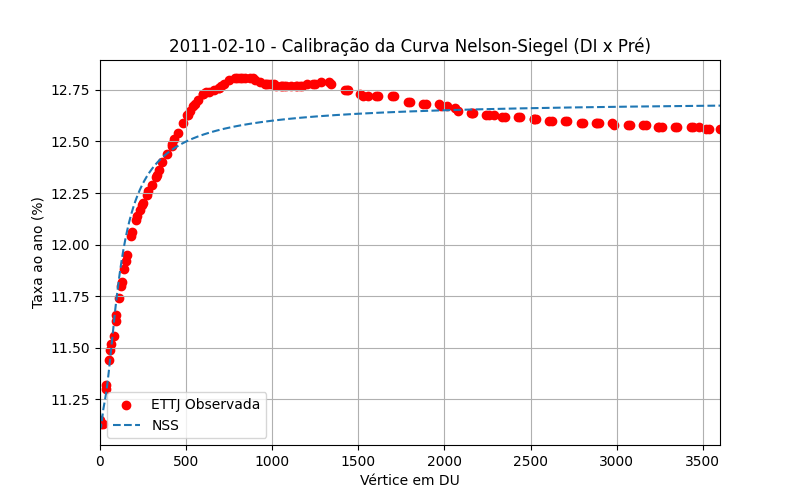 2011-02-10 - Calibração da Curva Nelson-Siegel (DI x Pré)
Taxa ao ano (%)
12.75
12.50
12.25
12.00
11.75
11.50
11.25
ETTJ Observada
NSS
0 500 1000 1500 2000 2500 3000 3500
Vértice em DU